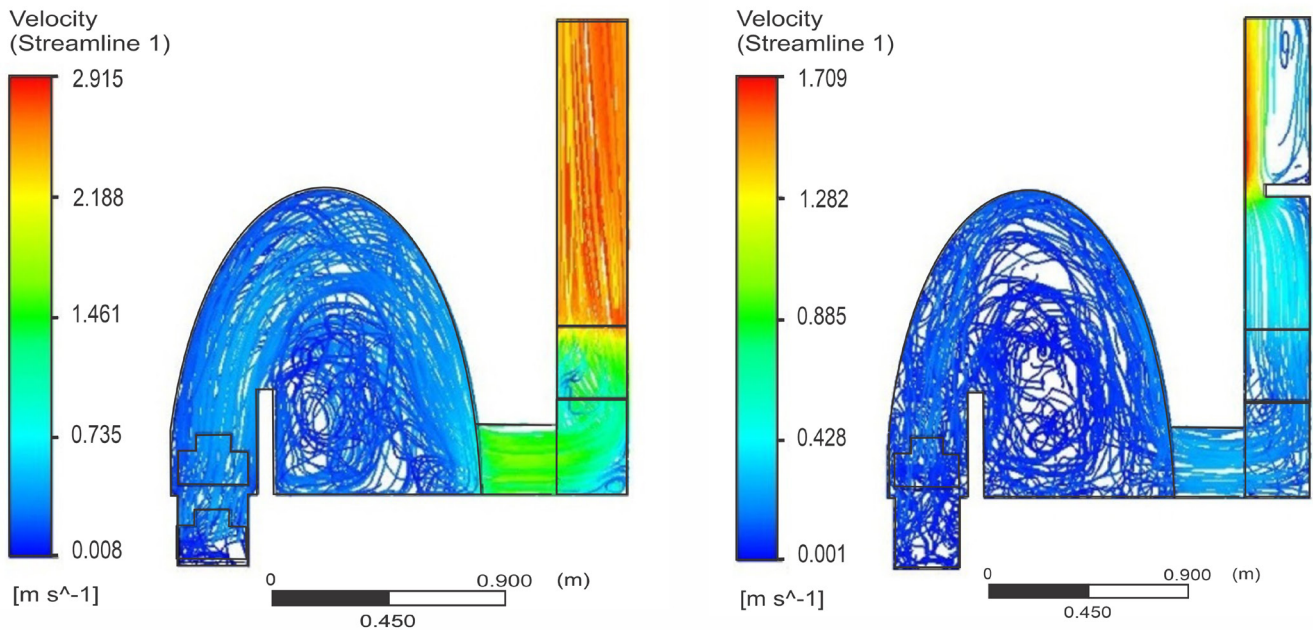 Velocity
(Streamline 1)
2.915
2.188
1.461
0.735
0.008
[m s^-1]
0
0.900
(m)
0.450
Velocity
(Streamline 1)
1.709
1.282
0.885
0.428
0.001
[m s^-1]
0
0.900
(m)
0.450